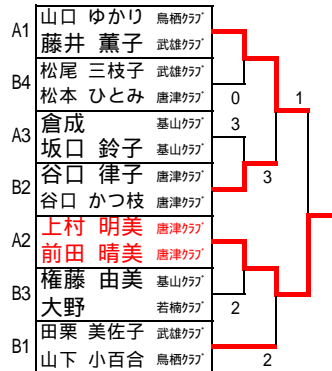 A1 山口 ゆかり 鳥栖クラブ
藤井 薫子 武雄クラブ
B4 松尾 三枝子 武雄クラブ
松本 ひとみ 唐津クラブ
0 1
A3 倉成 基山クラブ
坂口 鈴子 基山クラブ
3
B2 谷口 律子 唐津クラブ
谷口 かつ枝 唐津クラブ
3
A2 上村 明美 唐津クラブ
前田 晴美 唐津クラブ
B3 権藤 由美 基山クラブ
大野 若楠クラブ
2
B1 田栗 美佐子 武雄クラブ
山下 小百合 鳥栖クラブ
2